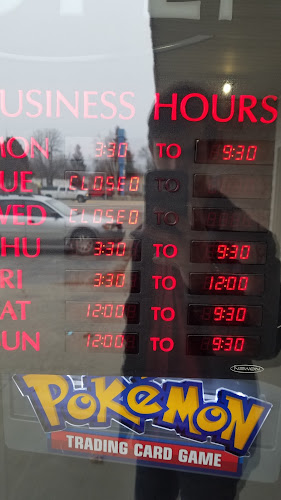 USINESS HOURS
ON 3:30 TO 9:30
UE CLOSED TO
WED CLOSED TO
HU 3:30 TO 9:30
RI 3:30 TO 12:00
AT 12:00 TO 9:30
UN 12:00 TO 9:30
POKéMON
TRADING CARD GAME